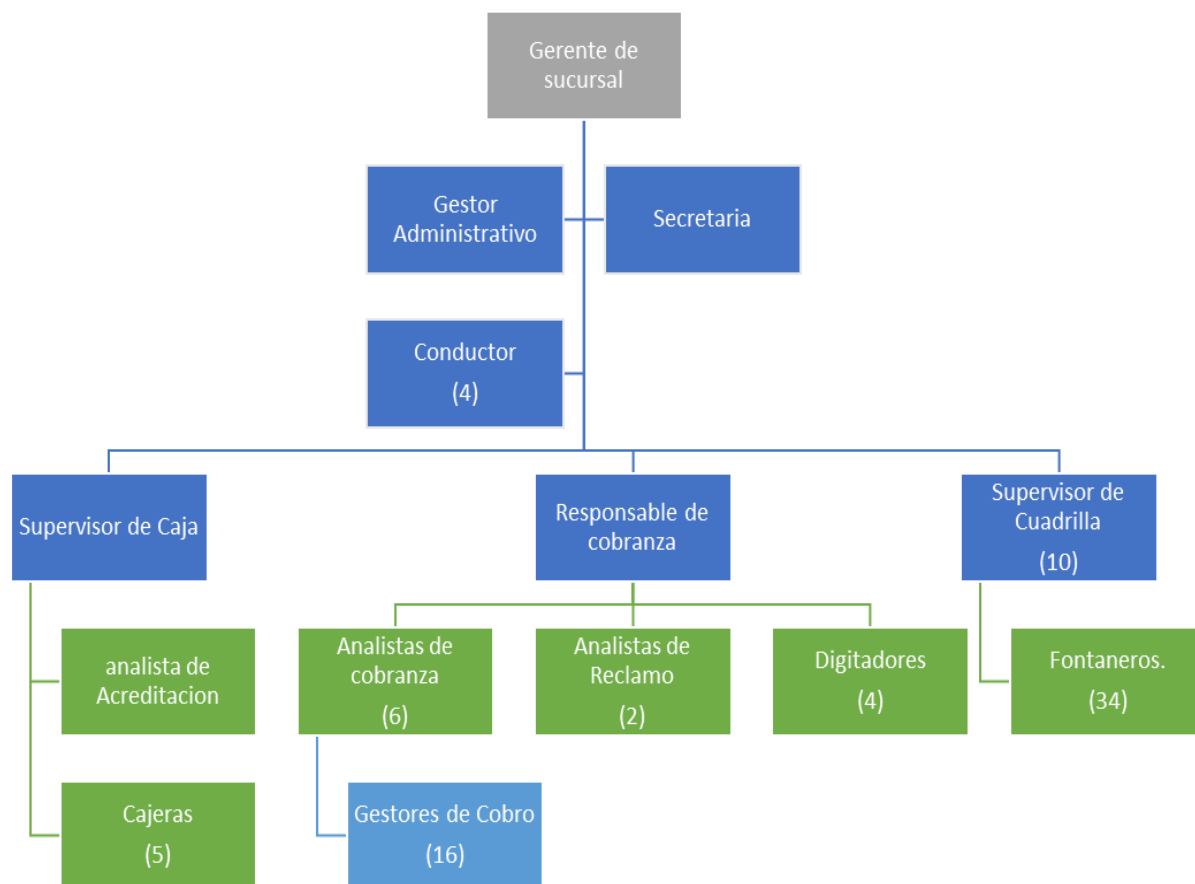 Gerente de
sucursal
Gestor
Administrativo
Secretaria
Conductor
(4)
Supervisor de Caja
Responsable de
cobranza
Supervisor de
Cuadrilla
(10)
analista de
Acreditacion
Analistas de
cobranza
(6)
Analistas de
Reclamo
(2)
Digitadores
(4)
Fontaneros.
(34)
Cajeras
(5)
Gestores de Cobro
(16)